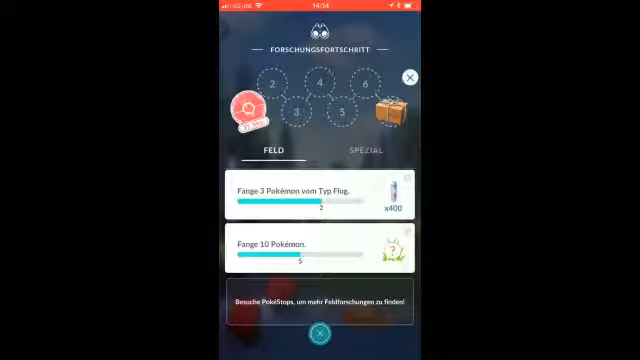 14:14
FORSCHUNGSFORTSCHRITT
2
4
6
3
5
FELD
SPEZIAL
Fange 3 Pokémon vom Typ Flug.
2
x400
Fange 10 Pokémon.
?
5
Besuche PokéStops, um mehr Feldforschungen zu finden!